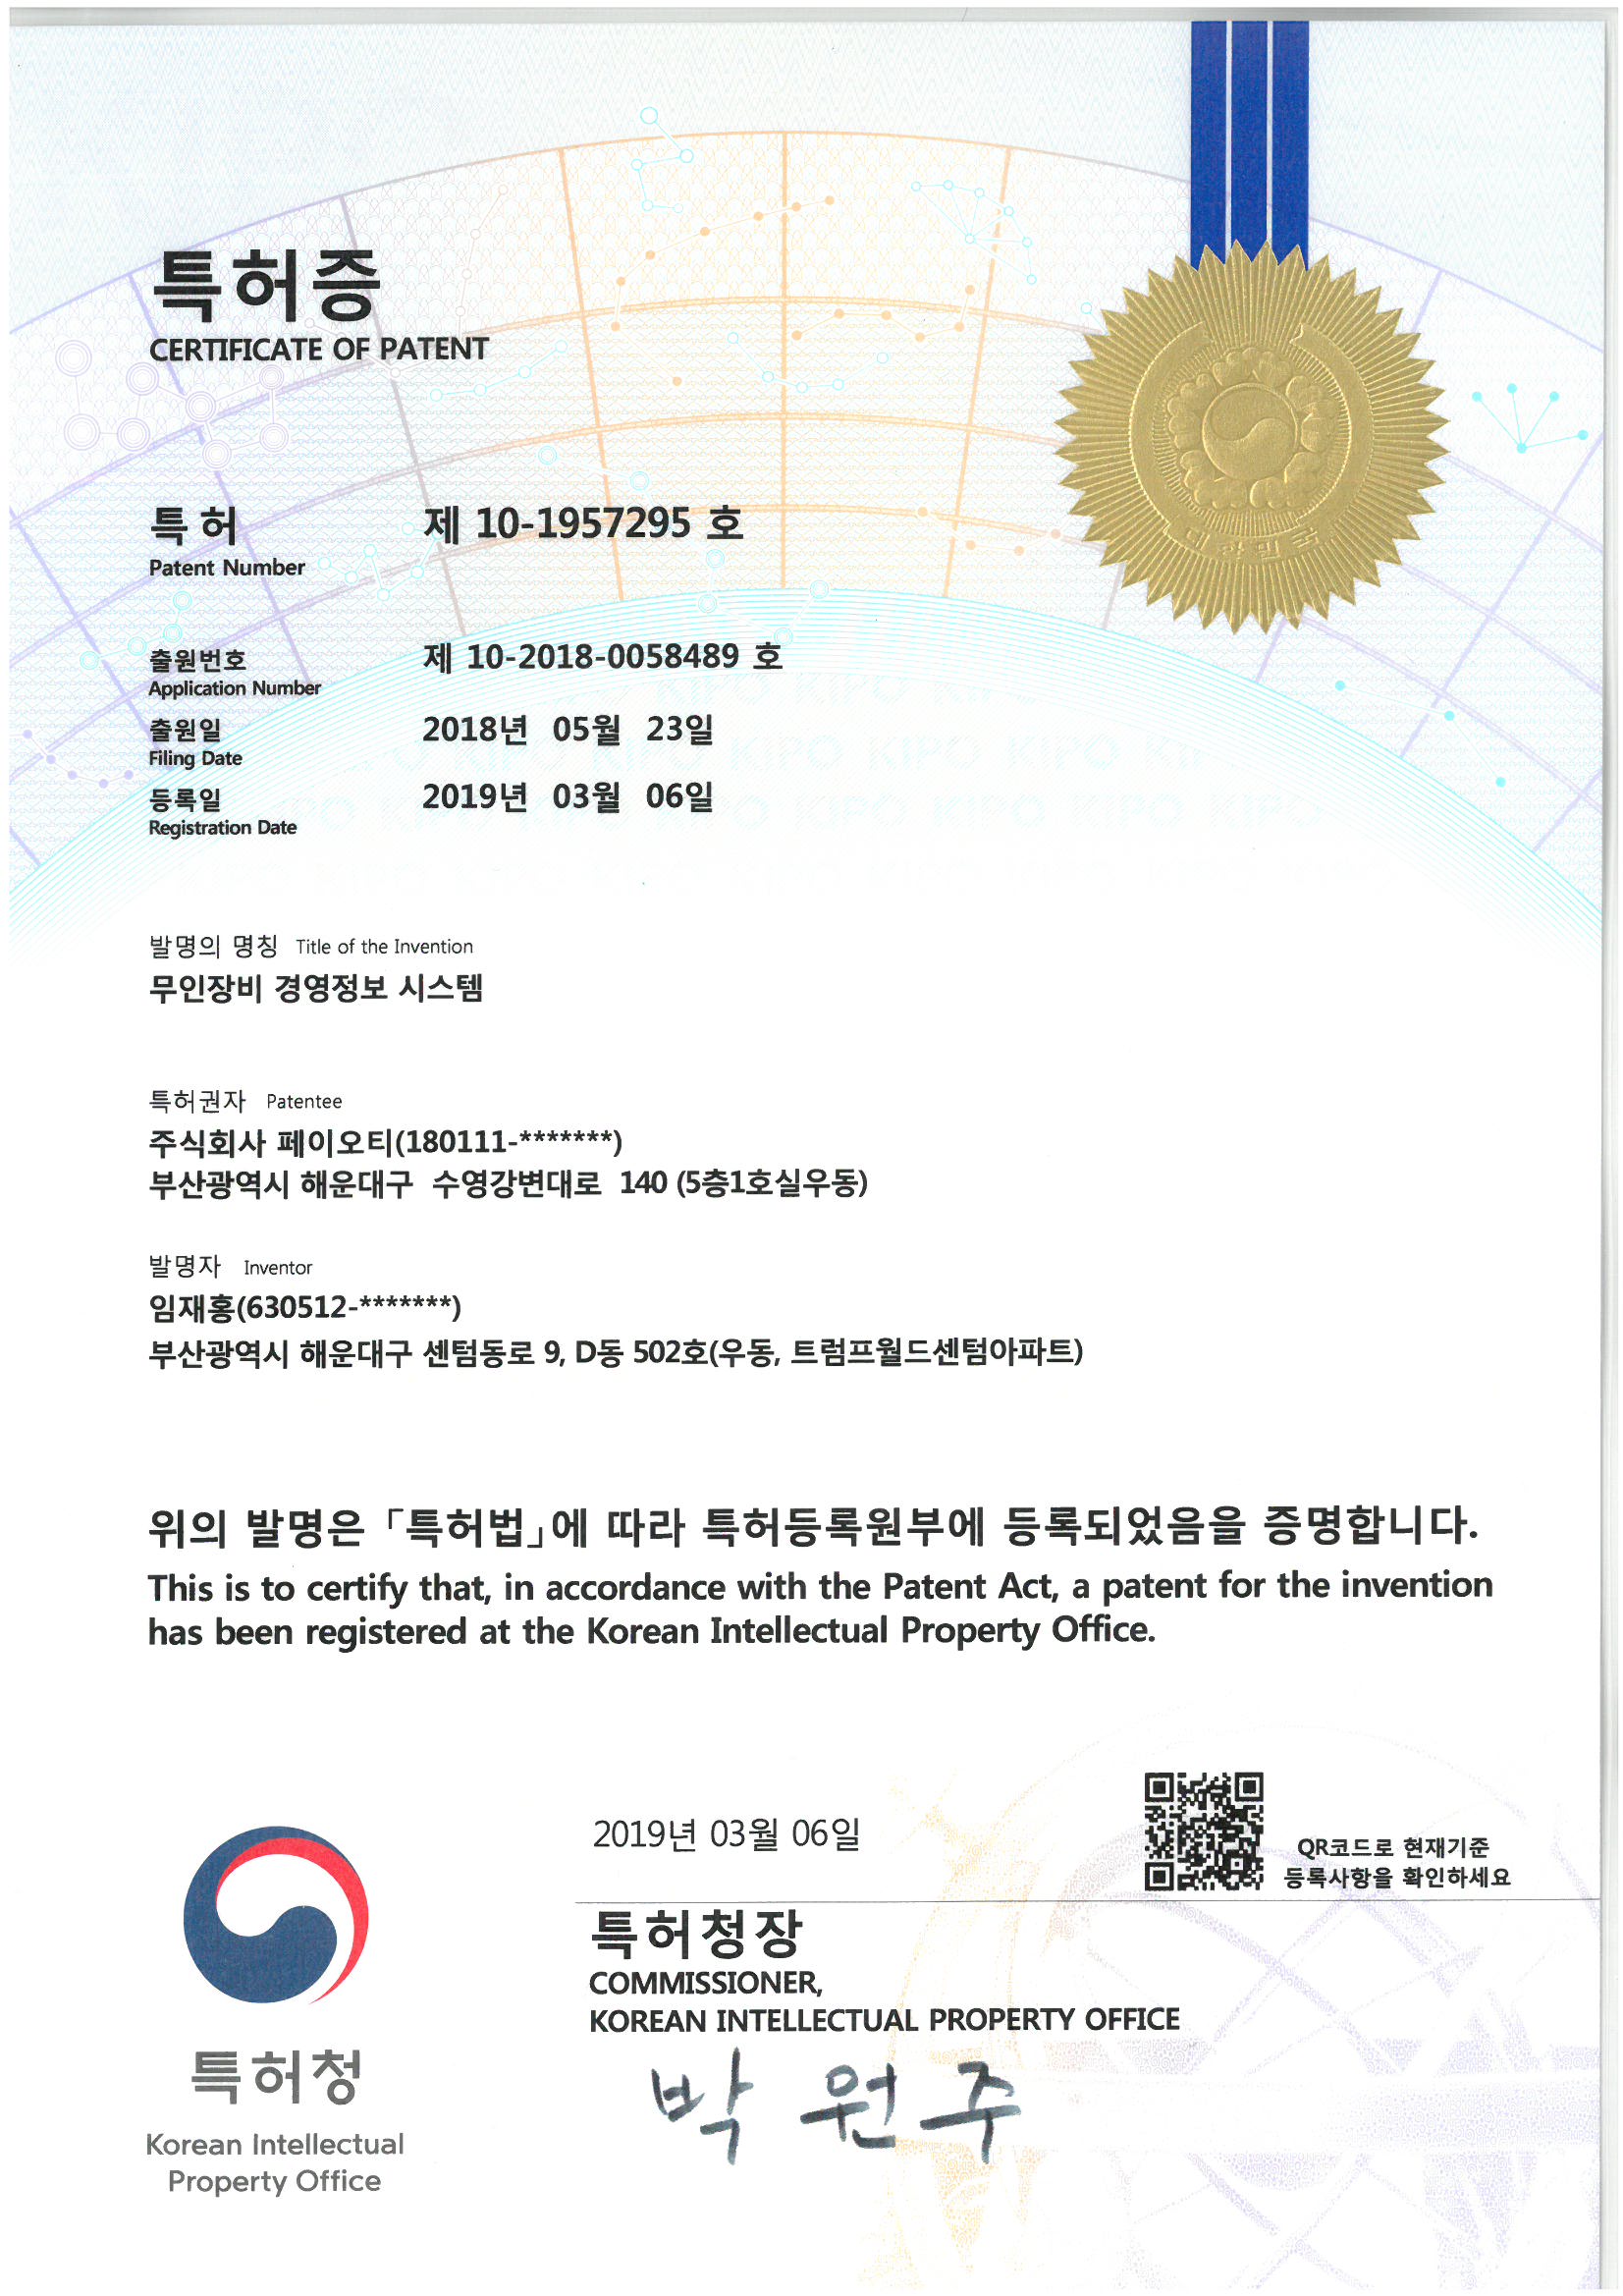 특허증
CERTIFICATE OF PATENT
대한민국
특 허 제 10-1957295 호
Patent Number
출원번호 제 10-2018-0058489 호
Application Number
출원일 2018년 05월 23일
Filing Date
등록일 2019년 03월 06일
Registration Date
발명의 명칭 Title of the Invention
무인장비 경영정보 시스템
특허권자 Patentee
주식회사 페이오티(180111-*******)
부산광역시 해운대구 수영강변대로 140 (5층1호실우동)
발명자 Inventor
임재홍(630512-*******)
부산광역시 해운대구 센텀동로 9, D동 502호(우동, 트럼프월드센텀아파트)
위의 발명은 「특허법」에 따라 특허등록원부에 등록되었음을 증명합니다.
This is to certify that, in accordance with the Patent Act, a patent for the invention
has been registered at the Korean Intellectual Property Office.
2019년 03월 06일
QR코드로 현재기준
등록사항을 확인하세요
특허청장
COMMISSIONER,
KOREAN INTELLECTUAL PROPERTY OFFICE
박 원 주
특허청
Korean Intellectual
Property Office